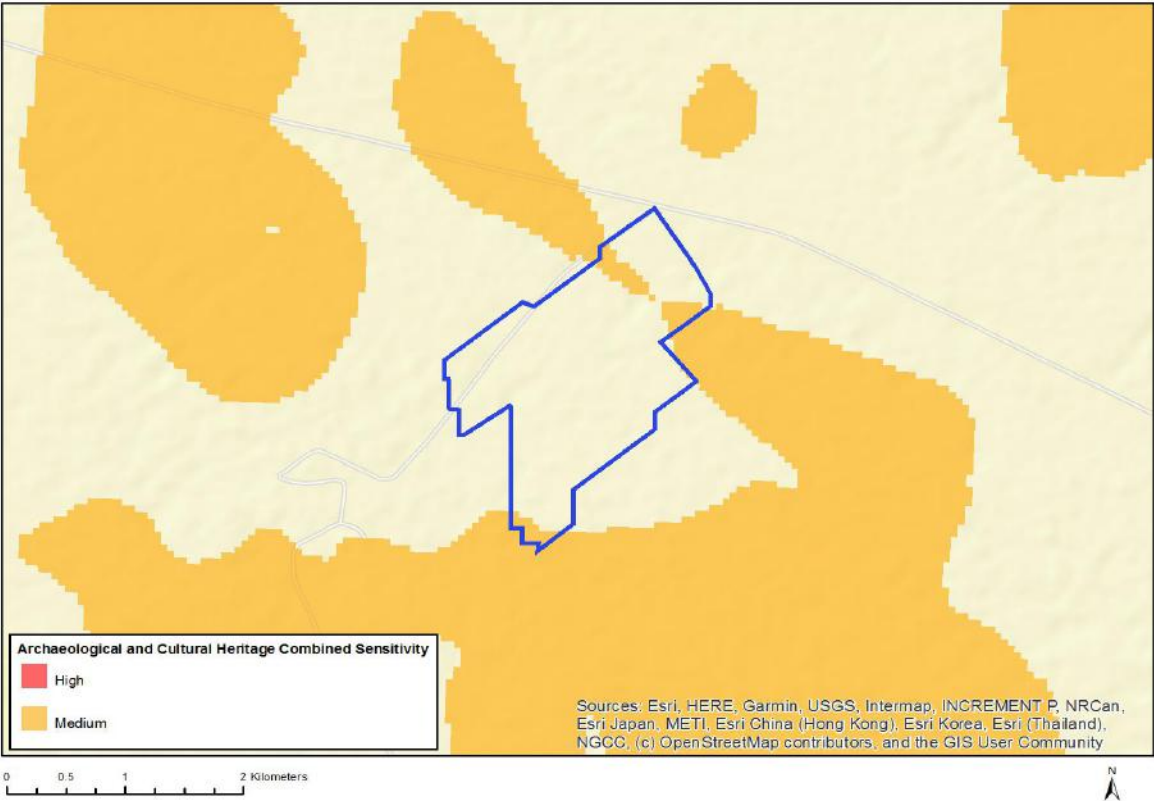 Archaeological and Cultural Heritage Combined Sensitivity
High
Medium
Sources: Esri, HERE, Garmin, USGS, Intermap, INCREMENT P, NRCan,
Esri Japan, METI, Esri China (Hong Kong), Esri Korea, Esri (Thailand),
NGCC, (c) OpenStreetMap contributors, and the GIS User Community
0 0.5 1 2 Kilometers
N